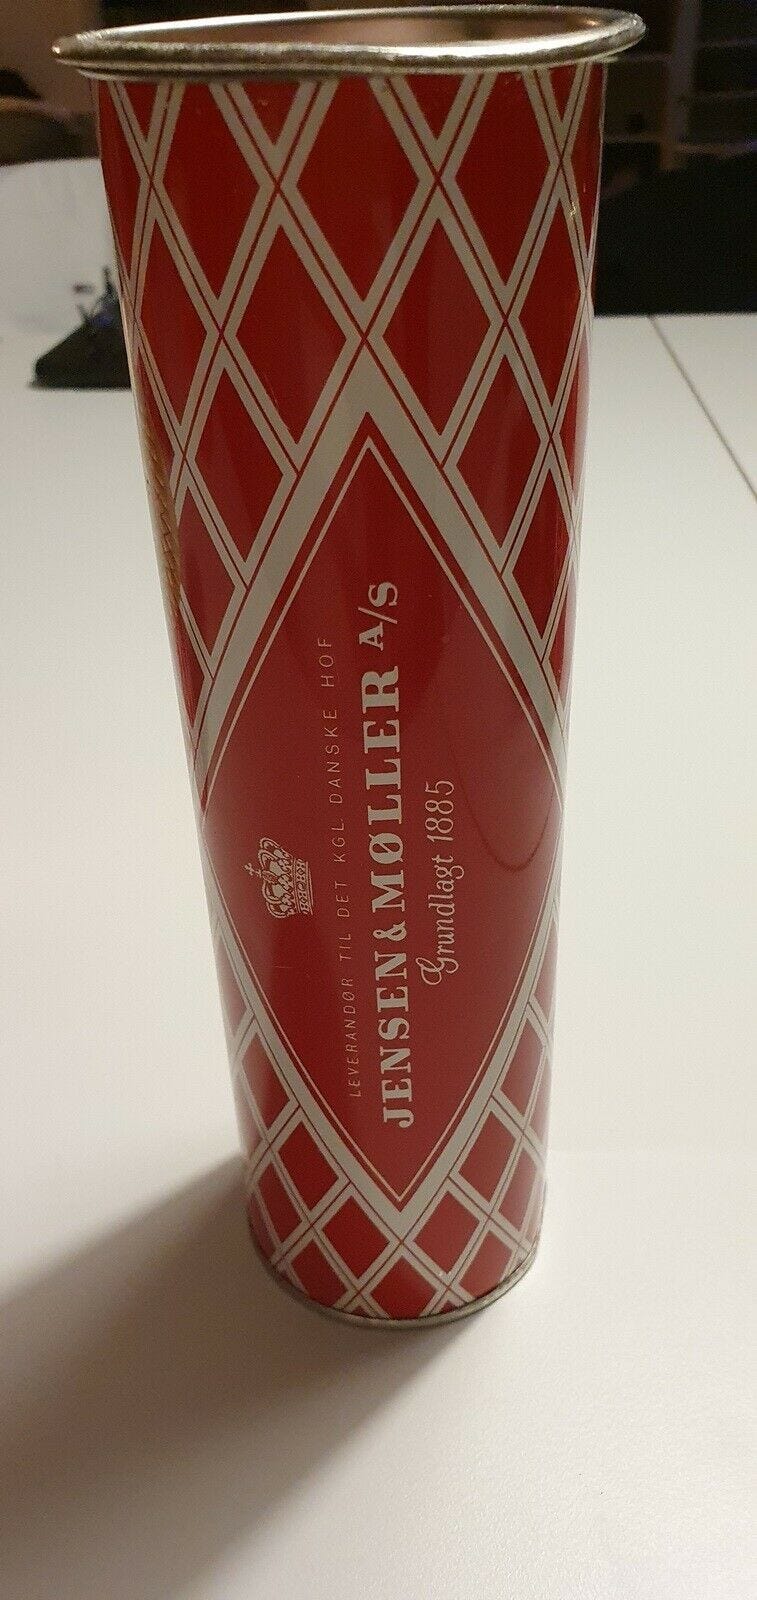 LEVERANDØR TIL DET KGL. DANSKE HOF
JENSEN & MØLLER A/S
Grundlagt 1885